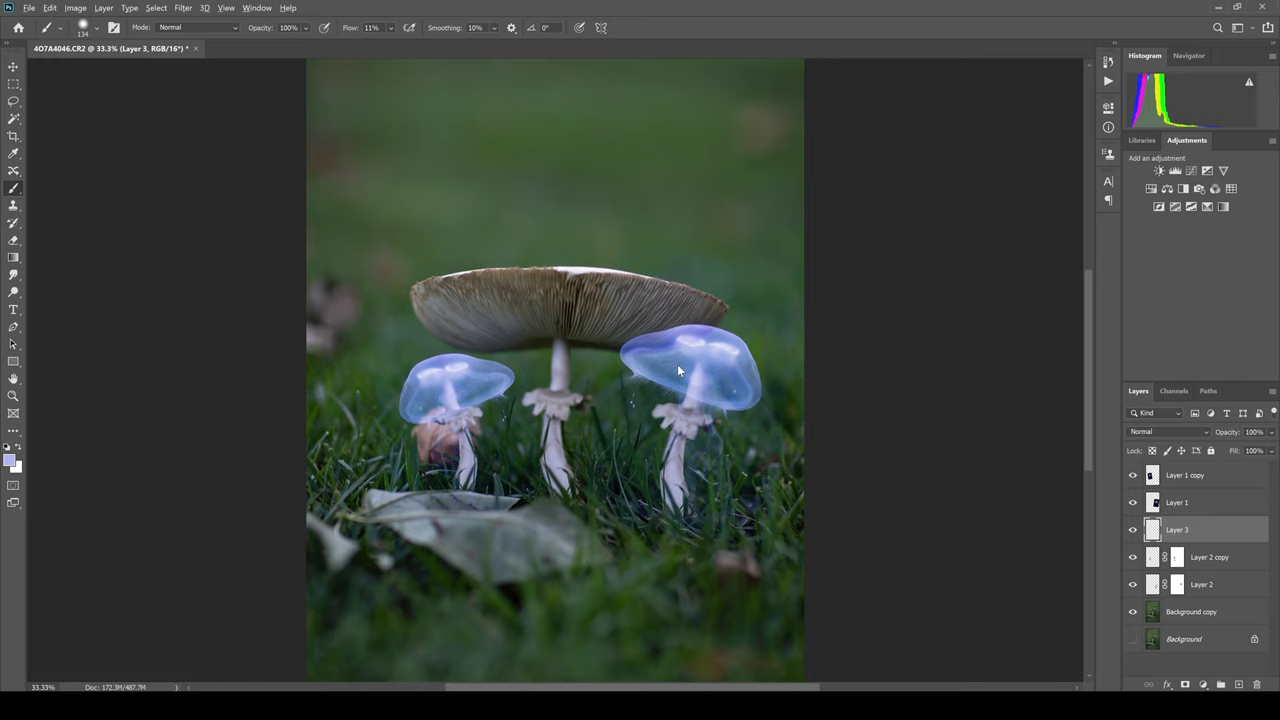 Ps File Edit Image Layer Type Select Filter 3D View Window Help
134 Mode: Normal Opacity: 100% Flow: 11% Smoothing: 10% 0°
4O7A4046.CR2 @ 33.3% (Layer 3, RGB/16*) * ×
Histogram Navigator
Libraries Adjustments
Add an adjustment
Layers Channels Paths
Kind
Normal Opacity: 100%
Lock: Fill: 100%
Layer 1 copy
Layer 1
Layer 3
Layer 2 copy
Layer 2
Background copy
Background
33.33% Doc: 172.3M/487.7M